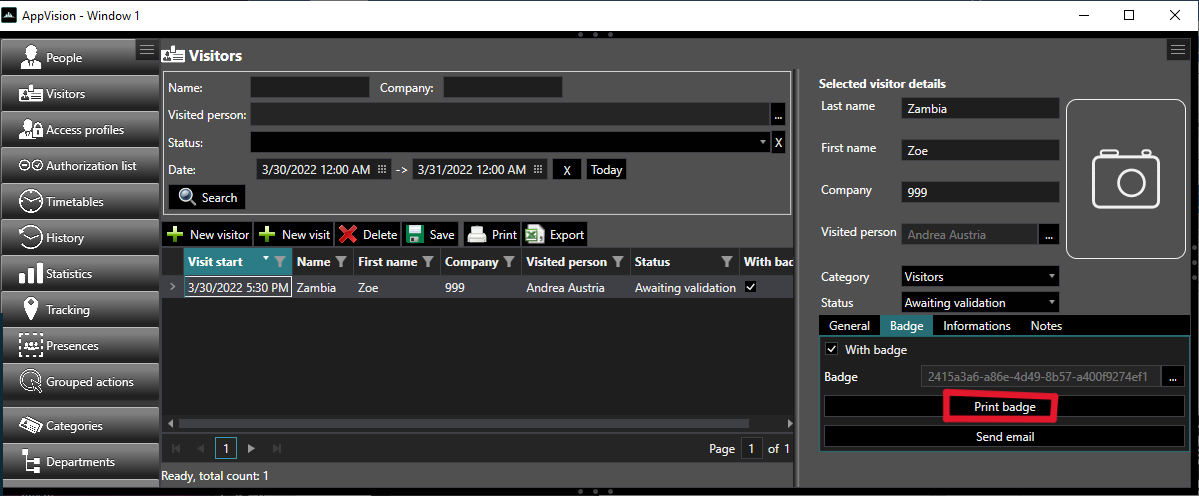 AppVision - Window 1
People
Visitors
Access profiles
Authorization list
Timetables
History
Statistics
Tracking
Presences
Grouped actions
Categories
Departments
Visitors
Name:
Company:
Visited person:
...
Status:
X
Date:
3/30/2022 12:00 AM
->
3/31/2022 12:00 AM
X
Today
Search
New visitor
New visit
Delete
Save
Print
Export
Visit start
Name
First name
Company
Visited person
Status
With bad
3/30/2022 5:30 PM
Zambia
Zoe
999
Andrea Austria
Awaiting validation
1
Page
1
of 1
Ready, total count: 1
Selected visitor details
Last name
Zambia
First name
Zoe
Company
999
Visited person
Andrea Austria
...
Category
Visitors
Status
Awaiting validation
General
Badge
Informations
Notes
With badge
Badge
2415a3a6-a86e-4d49-8b57-a400f9274ef1
...
Print badge
Send email